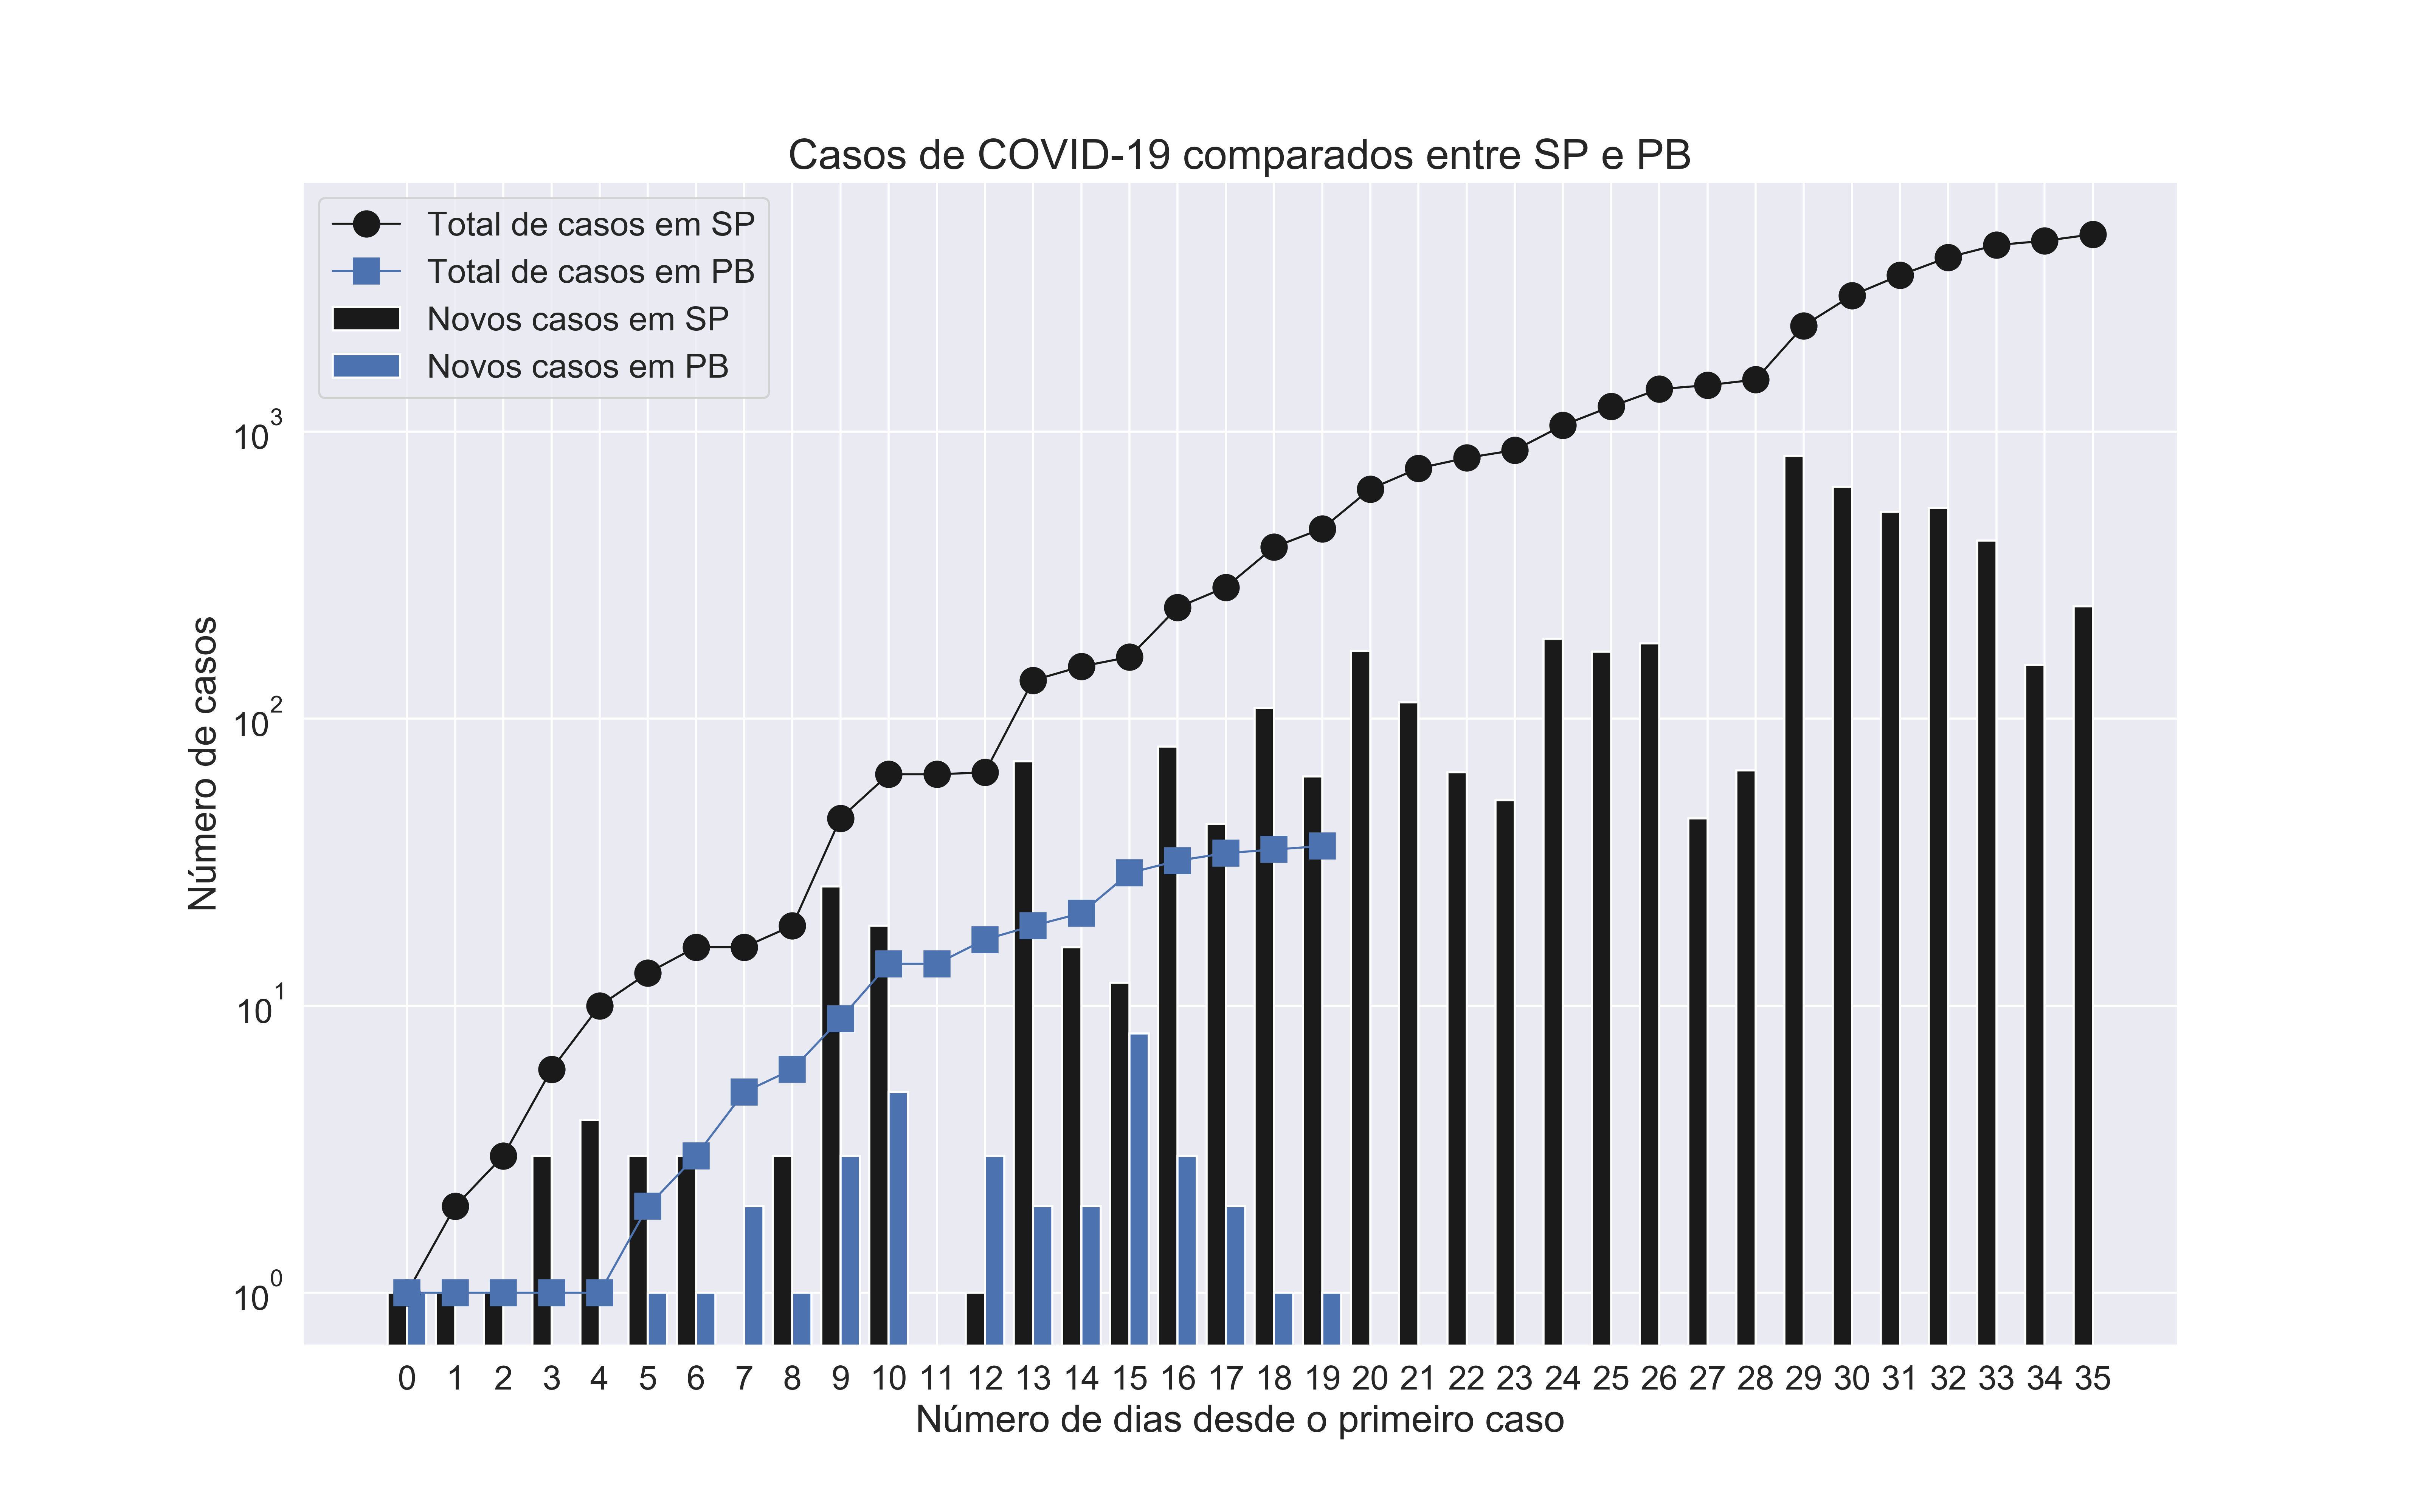 Casos de COVID-19 comparados entre SP e PB
Total de casos em SP
Total de casos em PB
Novos casos em SP
Novos casos em PB
10³
10²
10¹
10⁰
Número de casos
0 1 2 3 4 5 6 7 8 9 10 11 12 13 14 15 16 17 18 19 20 21 22 23 24 25 26 27 28 29 30 31 32 33 34 35
Número de dias desde o primeiro caso